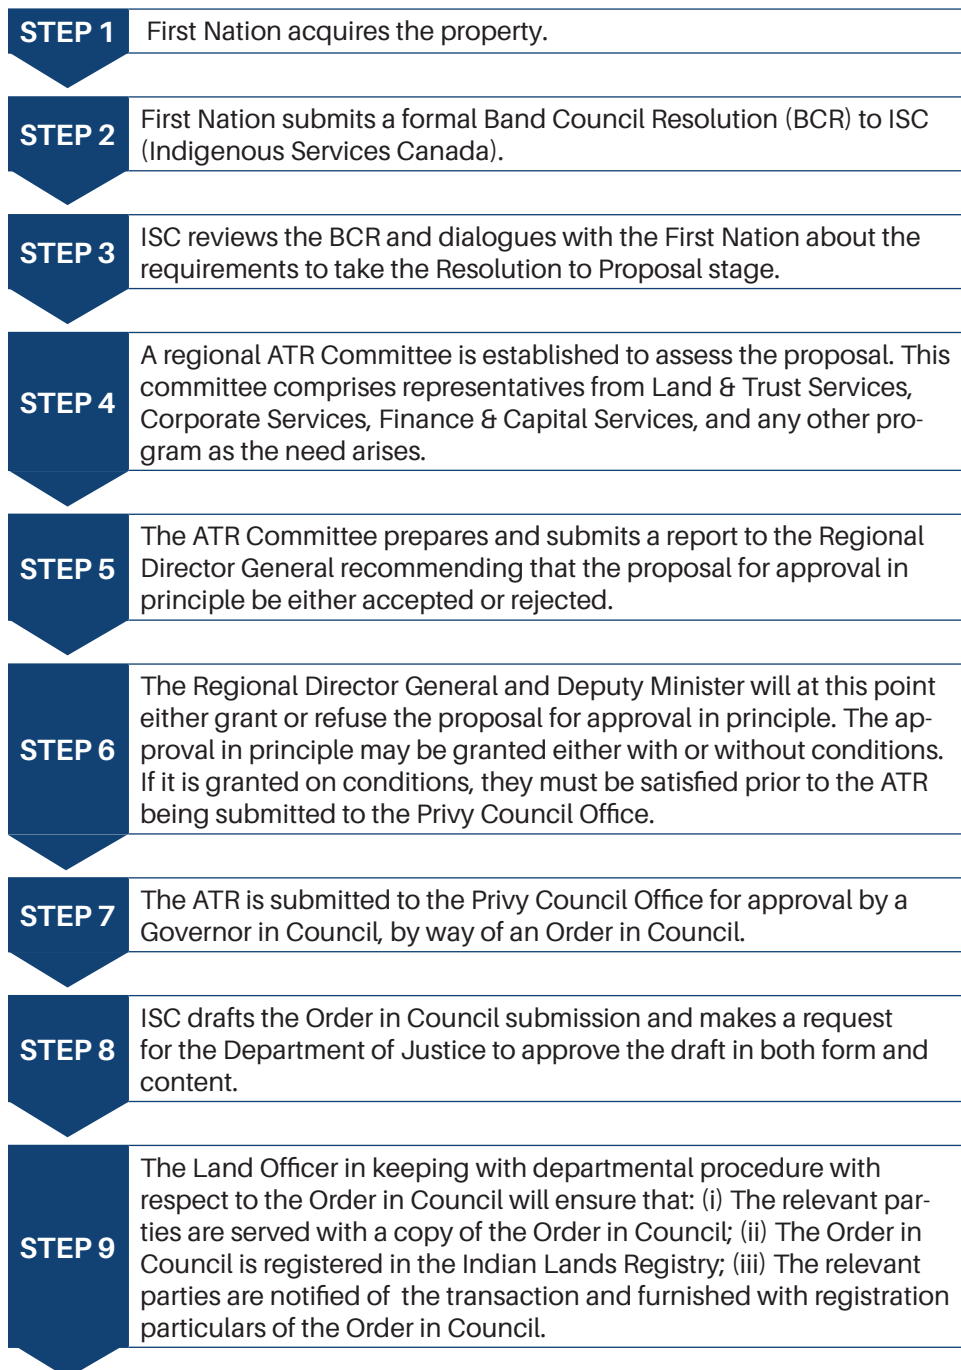 STEP 1
First Nation acquires the property.
STEP 2
First Nation submits a formal Band Council Resolution (BCR) to ISC
(Indigenous Services Canada).
STEP 3
ISC reviews the BCR and dialogues with the First Nation about the
requirements to take the Resolution to Proposal stage.
STEP 4
A regional ATR Committee is established to assess the proposal. This
committee comprises representatives from Land & Trust Services,
Corporate Services, Finance & Capital Services, and any other pro-
gram as the need arises.
STEP 5
The ATR Committee prepares and submits a report to the Regional
Director General recommending that the proposal for approval in
principle be either accepted or rejected.
STEP 6
The Regional Director General and Deputy Minister will at this point
either grant or refuse the proposal for approval in principle. The ap-
proval in principle may be granted either with or without conditions.
If it is granted on conditions, they must be satisfied prior to the ATR
being submitted to the Privy Council Office.
STEP 7
The ATR is submitted to the Privy Council Office for approval by a
Governor in Council, by way of an Order in Council.
STEP 8
ISC drafts the Order in Council submission and makes a request
for the Department of Justice to approve the draft in both form and
content.
STEP 9
The Land Officer in keeping with departmental procedure with
respect to the Order in Council will ensure that: (i) The relevant par-
ties are served with a copy of the Order in Council; (ii) The Order in
Council is registered in the Indian Lands Registry; (iii) The relevant
parties are notified of  the transaction and furnished with registration
particulars of the Order in Council.